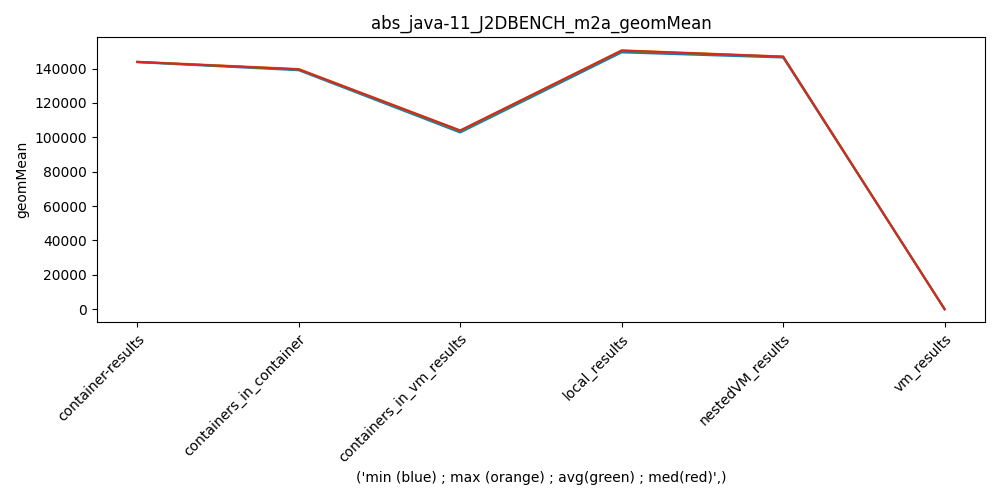 abs_java-11_J2DBENCH_m2a_geomMean
geomMean
140000
120000
100000
80000
60000
40000
20000
0
container-results
containers_in_container
containers_in_vm_results
local_results
nestedVM_results
vm_results
('min (blue) ; max (orange) ; avg(green) ; med(red)',)